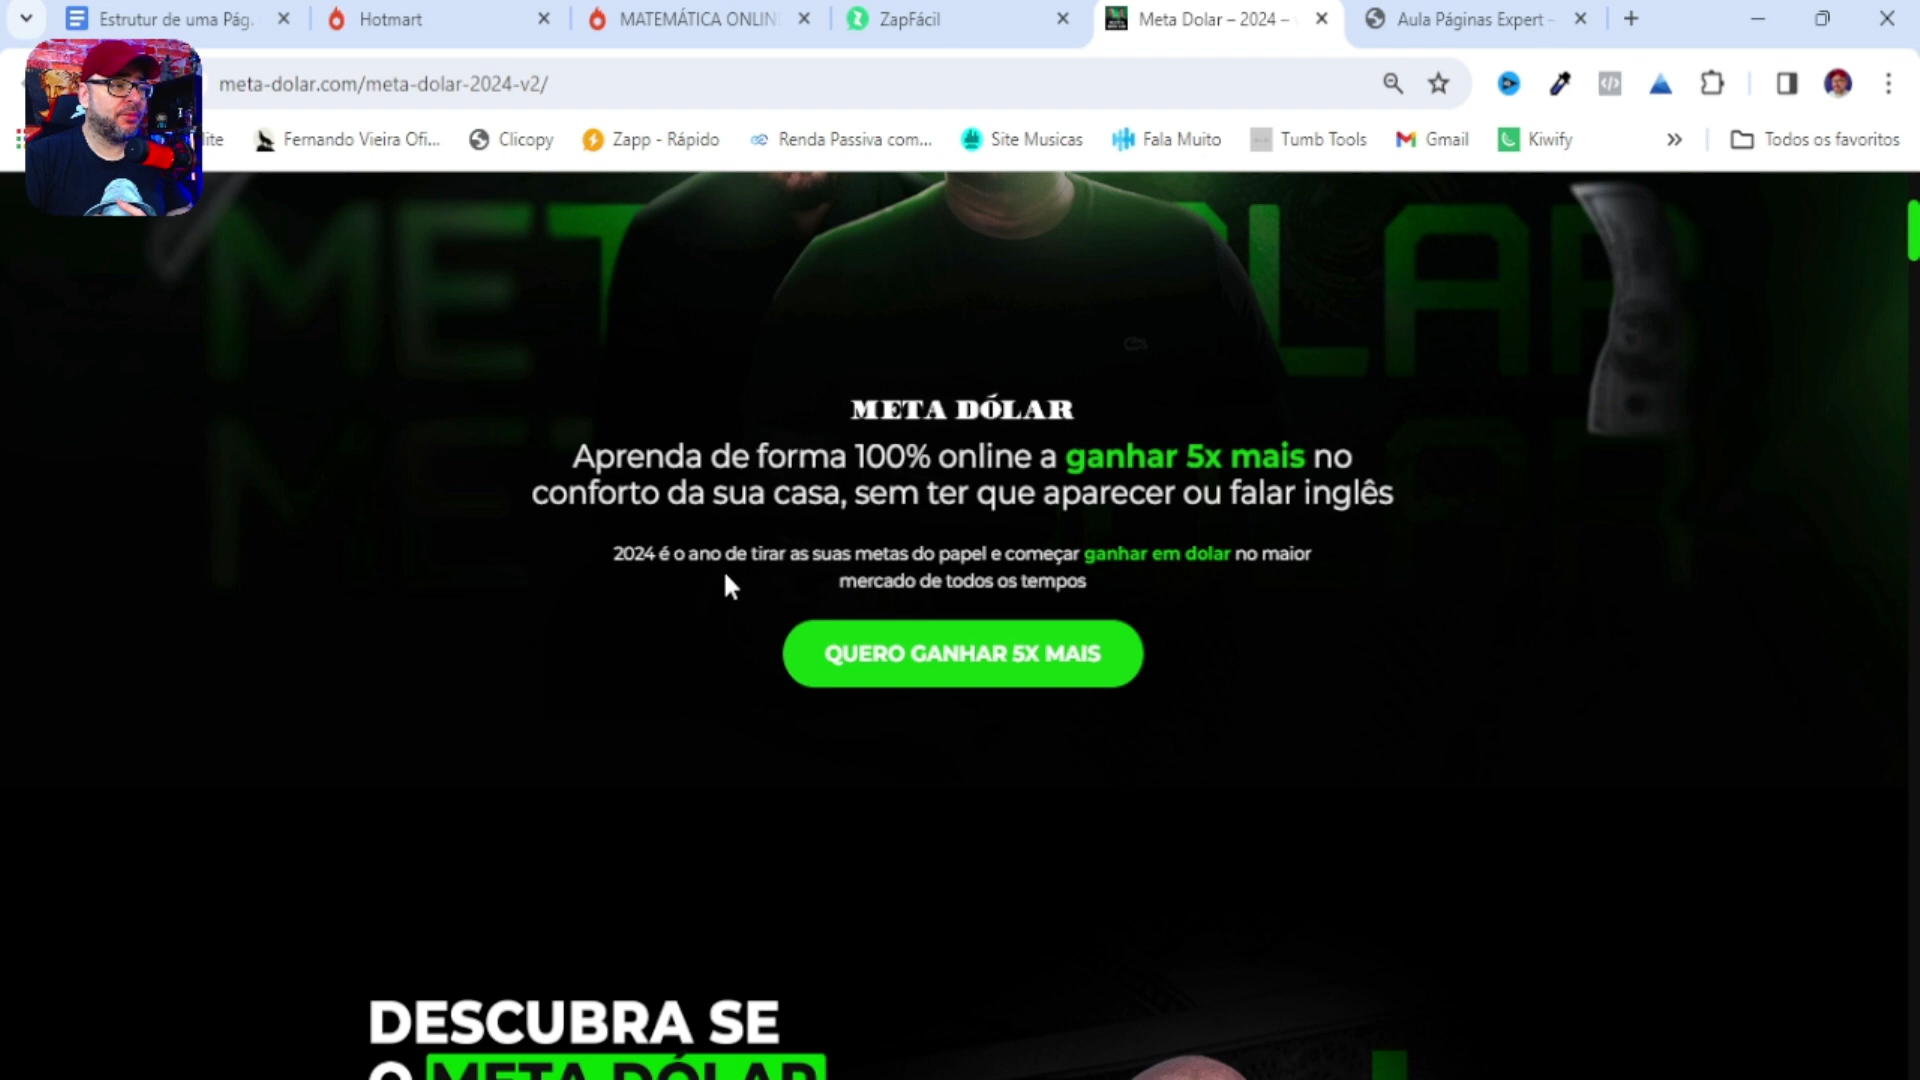 Estrutur de uma Pág.
Hotmart
MATEMÁTICA ONLIN
ZapFácil
Meta Dolar – 2024 –
Aula Páginas Expert –
meta-dolar.com/meta-dolar-2024-v2/
lite
Fernando Vieira Ofi...
Clicopy
Zapp - Rápido
Renda Passiva com...
Site Musicas
Fala Muito
Tumb Tools
Gmail
Kiwify
Todos os favoritos
META DÓLAR
Aprenda de forma 100% online a ganhar 5x mais no
conforto da sua casa, sem ter que aparecer ou falar inglês
2024 é o ano de tirar as suas metas do papel e começar ganhar em dolar no maior
mercado de todos os tempos
QUERO GANHAR 5X MAIS
DESCUBRA SE
O META DÓLAR